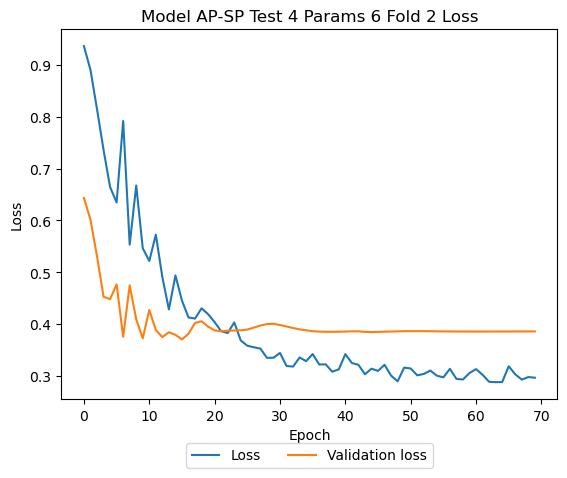 Model AP-SP Test 4 Params 6 Fold 2 Loss
0.9
0.8
0.7
0.6
0.5
0.4
0.3
Loss
0 10 20 30 40 50 60 70
Epoch
Loss Validation loss